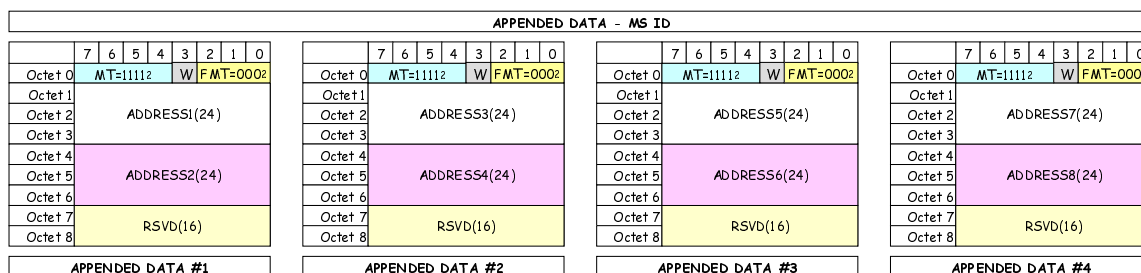 APPENDED DATA - MS ID
7 6 5 4 3 2 1 0 7 6 5 4 3 2 1 0 7 6 5 4 3 2 1 0 7 6 5 4 3 2 1 0
Octet 0 MT=11112 W FMT=0002 Octet 0 MT=11112 W FMT=0002 Octet 0 MT=11112 W FMT=0002 Octet 0 MT=11112 W FMT=000
Octet 1 Octet 1 Octet 1 Octet 1
Octet 2 ADDRESS1(24) Octet 2 ADDRESS3(24) Octet 2 ADDRESS5(24) Octet 2 ADDRESS7(24)
Octet 3 Octet 3 Octet 3 Octet 3
Octet 4 Octet 4 Octet 4 Octet 4
Octet 5 ADDRESS2(24) Octet 5 ADDRESS4(24) Octet 5 ADDRESS6(24) Octet 5 ADDRESS8(24)
Octet 6 Octet 6 Octet 6 Octet 6
Octet 7 Octet 7 Octet 7 Octet 7
RSVD(16) RSVD(16) RSVD(16) RSVD(16)
Octet 8 Octet 8 Octet 8 Octet 8
APPENDED DATA #1 APPENDED DATA #2 APPENDED DATA #3 APPENDED DATA #4